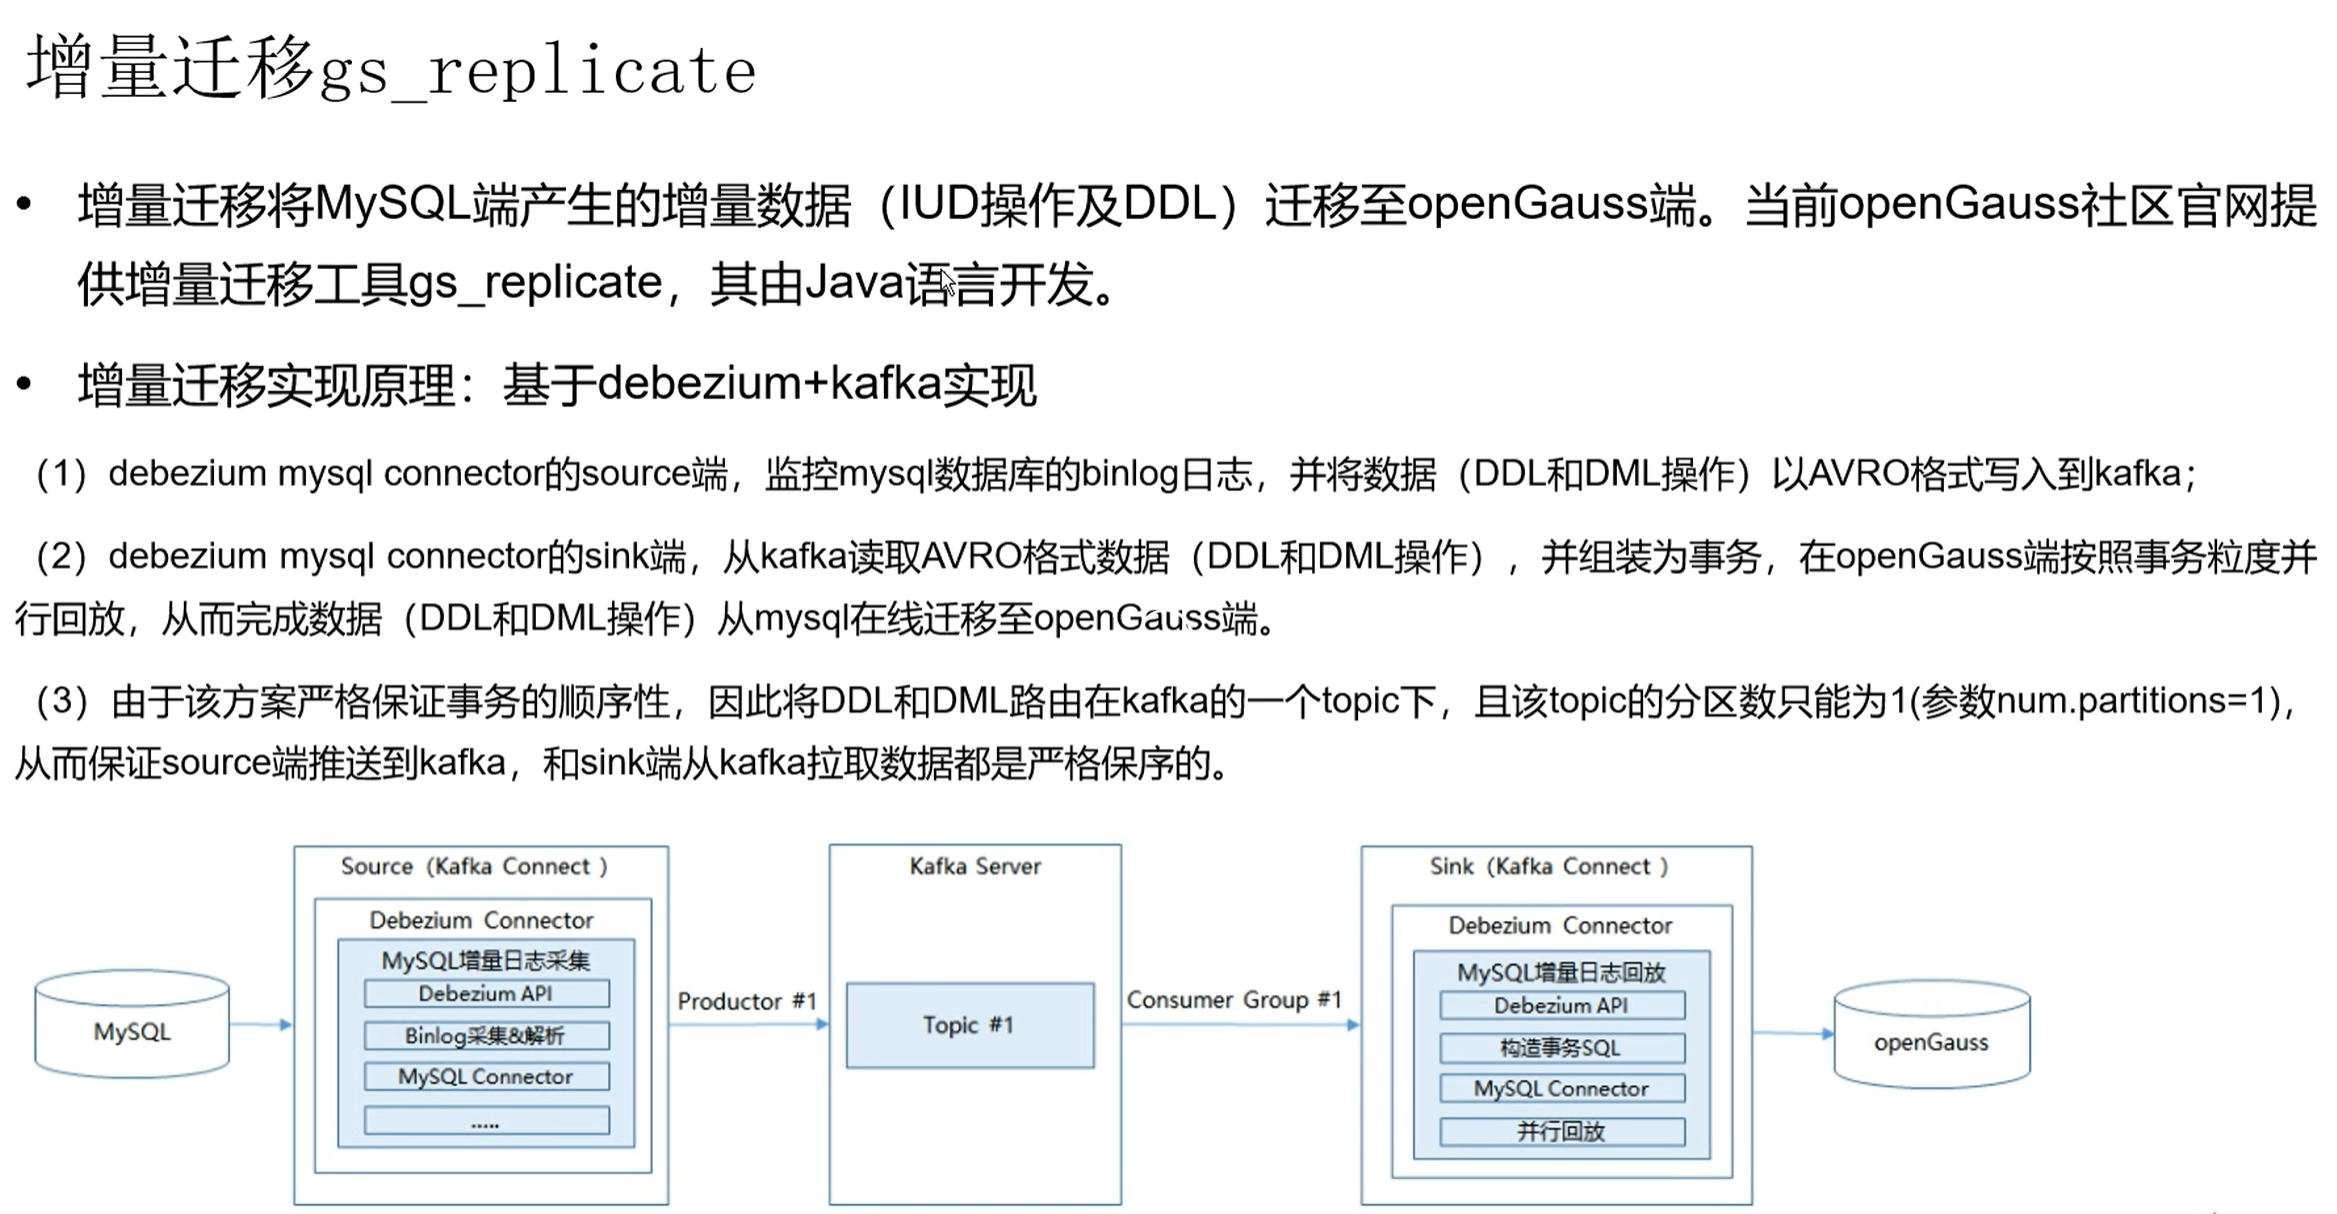 增量迁移gs_replicate
• 增量迁移将MySQL端产生的增量数据（IUD操作及DDL）迁移至openGauss端。当前openGauss社区官网提
供增量迁移工具gs_replicate，其由Java语言开发。
• 增量迁移实现原理：基于debezium+kafka实现
（1）debezium mysql connector的source端，监控mysql数据库的binlog日志，并将数据（DDL和DML操作）以AVRO格式写入到kafka；
（2）debezium mysql connector的sink端，从kafka读取AVRO格式数据（DDL和DML操作），并组装为事务，在openGauss端按照事务粒度并
行回放，从而完成数据（DDL和DML操作）从mysql在线迁移至openGauss端。
（3）由于该方案严格保证事务的顺序性，因此将DDL和DML路由在kafka的一个topic下，且该topic的分区数只能为1(参数num.partitions=1)，
从而保证source端推送到kafka，和sink端从kafka拉取数据都是严格保序的。
MySQL
Source (Kafka Connect )
Debezium Connector
MySQL增量日志采集
Debezium API
Binlog采集&解析
MySQL Connector
.....
Productor #1
Kafka Server
Topic #1
Consumer Group #1
Sink (Kafka Connect )
Debezium Connector
MySQL增量日志回放
Debezium API
构造事务SQL
MySQL Connector
并行回放
openGauss